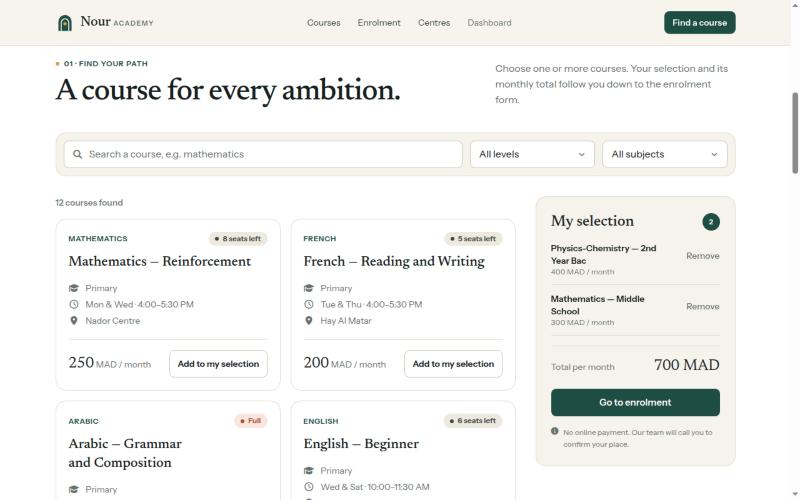 Nour ACADEMY
Courses
Enrolment
Centres
Dashboard
Find a course
01 · FIND YOUR PATH
A course for every ambition.
Choose one or more courses. Your selection and its
monthly total follow you down to the enrolment
form.
Search a course, e.g. mathematics
All levels
All subjects
12 courses found
MATHEMATICS
8 seats left
Mathematics – Reinforcement
Primary
Mon & Wed · 4:00–5:30 PM
Nador Centre
250 MAD / month
Add to my selection
FRENCH
5 seats left
French – Reading and Writing
Primary
Tue & Thu · 4:00–5:30 PM
Hay Al Matar
200 MAD / month
Add to my selection
ARABIC
Full
Arabic – Grammar
and Composition
Primary
ENGLISH
6 seats left
English – Beginner
Primary
Wed & Sat · 10:00–11:30 AM
My selection
2
Physics-Chemistry — 2nd
Year Bac
400 MAD / month
Remove
Mathematics — Middle
School
300 MAD / month
Remove
Total per month
700 MAD
Go to enrolment
No online payment. Our team will call you to
confirm your place.